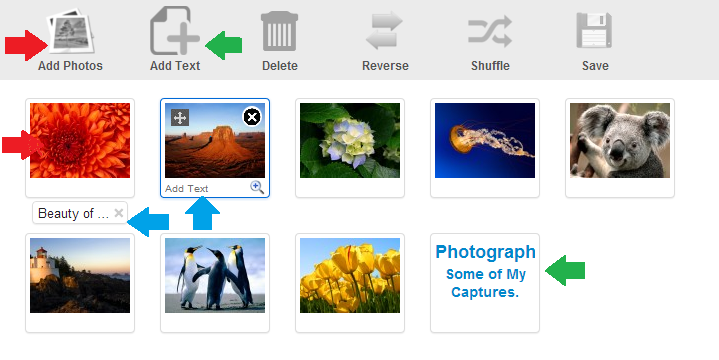 Add Photos
Add Text
Delete
Reverse
Shuffle
Save
Add Text
Beauty of ...
Photograph
Some of My
Captures.